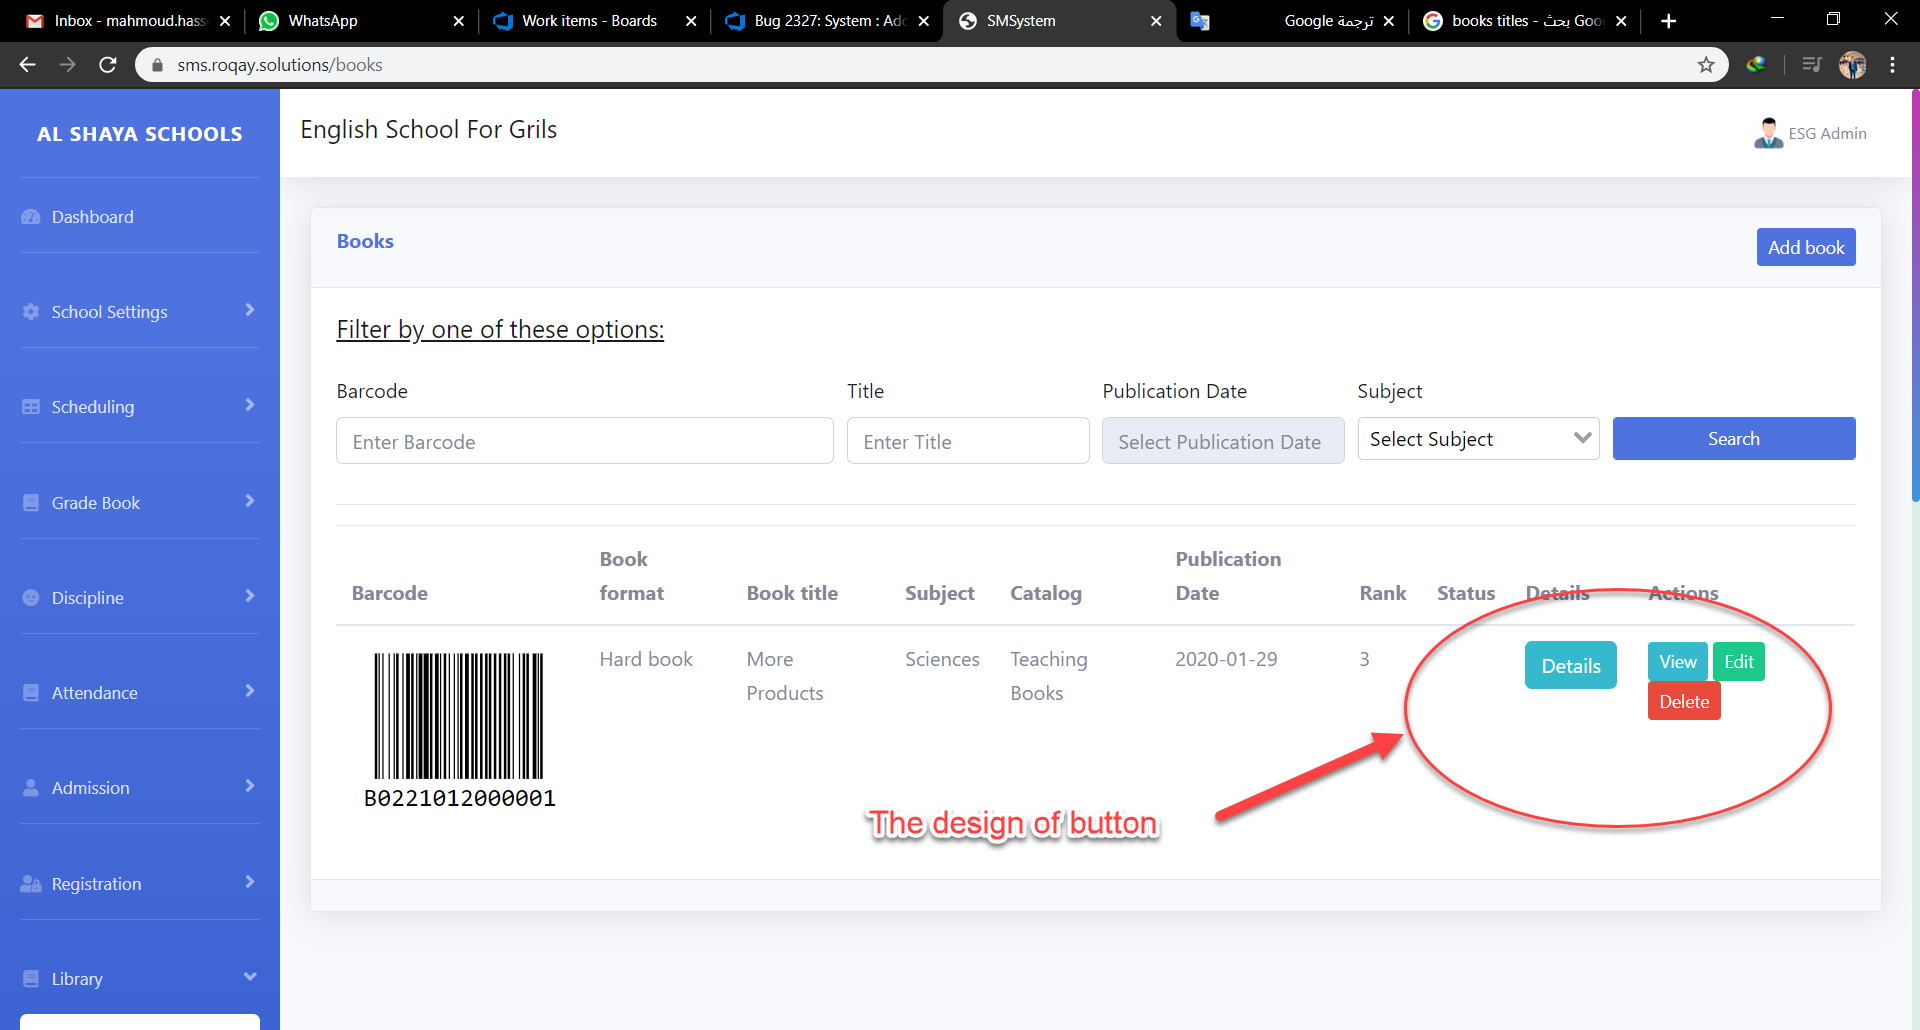 Inbox - mahmoud.hass
WhatsApp
Work items - Boards
Bug 2327: System : Add
SMSystem
ترجمة Google
books titles - بحث Goo
sms.roqay.solutions/books
AL SHAYA SCHOOLS
English School For Grils
ESG Admin
Dashboard
School Settings
Scheduling
Grade Book
Discipline
Attendance
Admission
Registration
Library
Books
Add book
Filter by one of these options:
Barcode Title Publication Date Subject
Enter Barcode Enter Title Select Publication Date Select Subject Search
Barcode Book format Book title Subject Catalog Publication Date Rank Status Details Actions
Hard book More Products Sciences Teaching Books 2020-01-29 3 Details View Edit
Delete
B0221012000001
The design of button